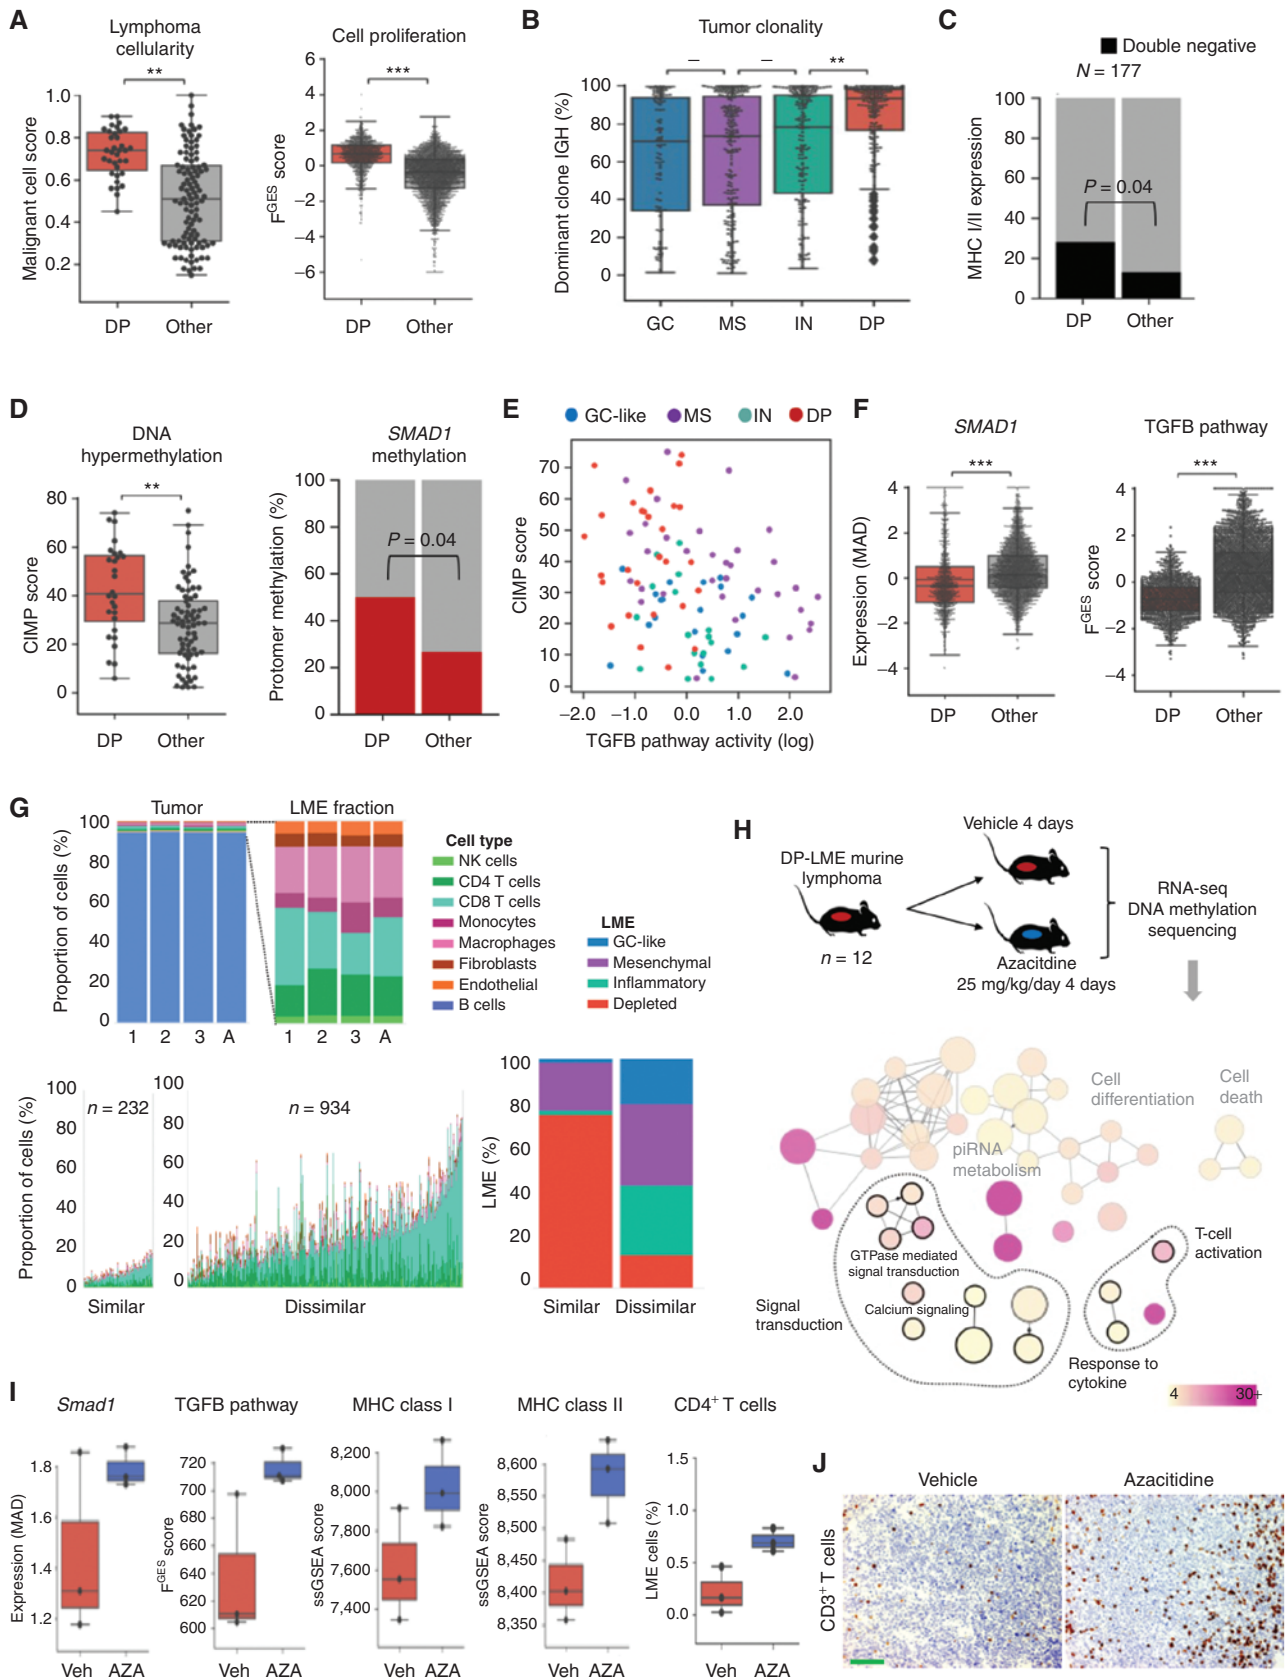 A
Lymphoma
cellularity
**
Malignant cell score
1.0
0.8
0.6
0.4
0.2
DP
Other
Cell proliferation
***
F^GES score
6
4
2
0
−2
−4
−6
DP
Other
B
Tumor clonality
–
–
**
Dominant clone IGH (%)
100
80
60
40
20
0
GC
MS
IN
DP
C
Double negative
N = 177
MHC I/II expression
100
80
60
40
20
0
P = 0.04
DP
Other
D
DNA
hypermethylation
**
CIMP score
80
60
40
20
0
DP
Other
SMAD1
methylation
Protomer methylation (%)
100
80
60
40
20
0
P = 0.04
DP
Other
E
GC-like
MS
IN
DP
CIMP score
70
60
50
40
30
20
10
0
−2.0
−1.0
0.0
1.0
2.0
TGFB pathway activity (log)
F
SMAD1
***
Expression (MAD)
4
2
0
−2
−4
DP
Other
TGFB pathway
***
F^GES score
4
2
0
−2
−4
DP
Other
G
Tumor
LME fraction
Proportion of cells (%)
100
80
60
40
20
0
1
2
3
A
1
2
3
A
Cell type
NK cells
CD4 T cells
CD8 T cells
Monocytes
Macrophages
Fibroblasts
Endothelial
B cells
LME
GC-like
Mesenchymal
Inflammatory
Depleted
Proportion of cells (%)
100
80
60
40
20
0
n = 232
Similar
100
80
60
40
20
0
n = 934
Dissimilar
LME (%)
100
80
60
40
20
0
Similar
Dissimilar
H
DP-LME murine
lymphoma
n = 12
Vehicle 4 days
Azacitdine
25 mg/kg/day 4 days
RNA-seq
DNA methylation
sequencing
Cell
differentiation
Cell
death
piRNA
metabolism
GTPase mediated
signal transduction
Calcium signaling
Signal
transduction
T-cell
activation
Response to
cytokine
4
30+
I
Smad1
Expression (MAD)
1.8
1.6
1.4
1.2
Veh
AZA
TGFB pathway
F^GES score
720
700
680
660
640
620
600
Veh
AZA
MHC class I
ssGSEA score
8,200
8,000
7,800
7,600
7,400
Veh
AZA
MHC class II
ssGSEA score
8,600
8,550
8,500
8,450
8,400
8,350
Veh
AZA
CD4+ T cells
LME cells (%)
1.5
1.0
0.5
0.0
Veh
AZA
J
Vehicle
Azacitidine
CD3+ T cells